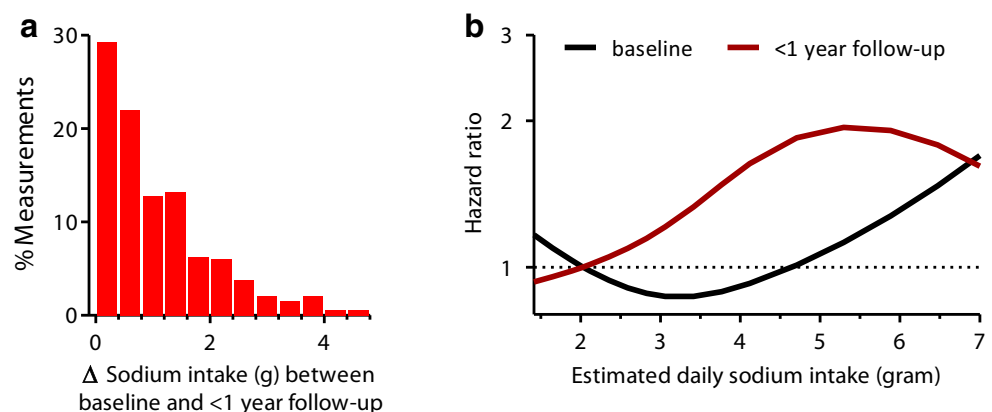 a
30
20
10
0
% Measurements
0 2 4
Δ Sodium intake (g) between
baseline and <1 year follow-up
b
3
2
1
Hazard ratio
baseline <1 year follow-up
2 3 4 5 6 7
Estimated daily sodium intake (gram)